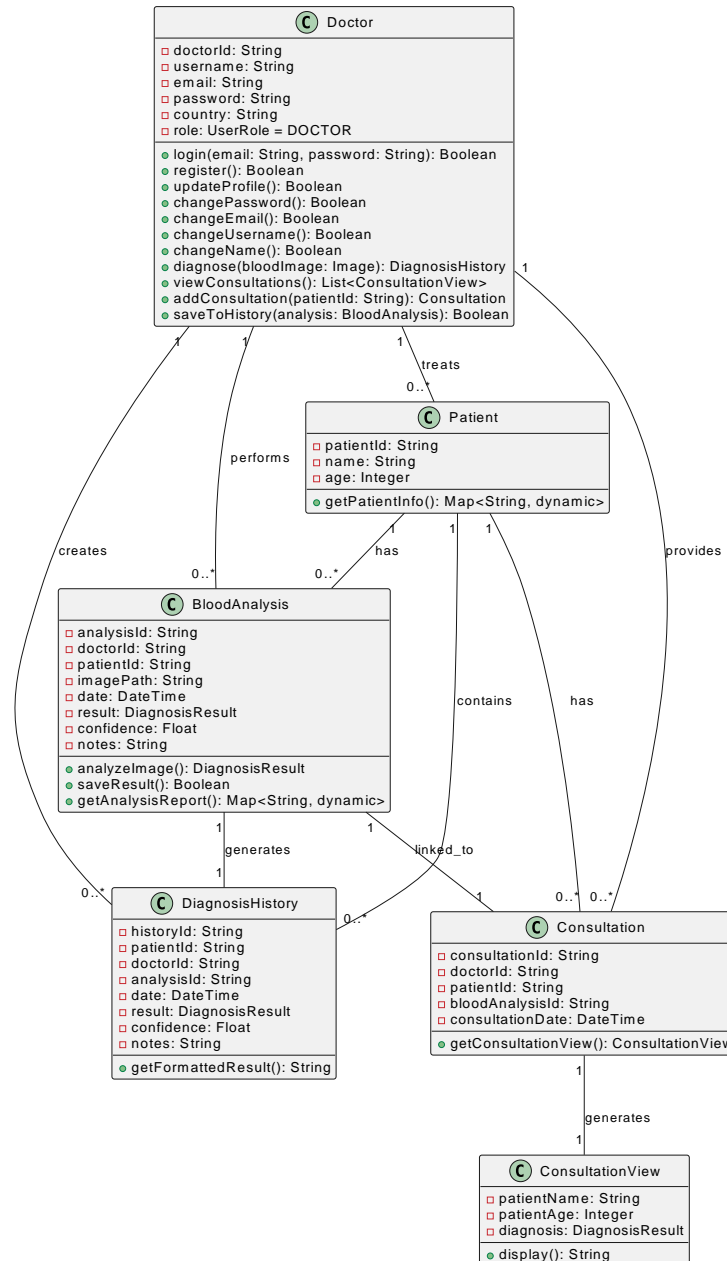 C Doctor
doctorId: String
username: String
email: String
password: String
country: String
role: UserRole = DOCTOR
login(email: String, password: String): Boolean
register(): Boolean
updateProfile(): Boolean
changePassword(): Boolean
changeEmail(): Boolean
changeUsername(): Boolean
changeName(): Boolean
diagnose(bloodImage: Image): DiagnosisHistory
viewConsultations(): List<ConsultationView>
addConsultation(patientId: String): Consultation
saveToHistory(analysis: BloodAnalysis): Boolean
1
1
1
1
treats
0..*
C Patient
patientId: String
name: String
age: Integer
getPatientInfo(): Map<String, dynamic>
performs
1
1
1
creates
has
provides
0..*
0..*
C BloodAnalysis
analysisId: String
doctorId: String
patientId: String
imagePath: String
date: DateTime
result: DiagnosisResult
confidence: Float
notes: String
analyzeImage(): DiagnosisResult
saveResult(): Boolean
getAnalysisReport(): Map<String, dynamic>
contains
has
1
1
generates
linked_to
1
1
0..*
0..*
0..*
0..*
C DiagnosisHistory
historyId: String
patientId: String
doctorId: String
analysisId: String
date: DateTime
result: DiagnosisResult
confidence: Float
notes: String
getFormattedResult(): String
C Consultation
consultationId: String
doctorId: String
patientId: String
bloodAnalysisId: String
consultationDate: DateTime
getConsultationView(): ConsultationView
1
generates
1
C ConsultationView
patientName: String
patientAge: Integer
diagnosis: DiagnosisResult
display(): String